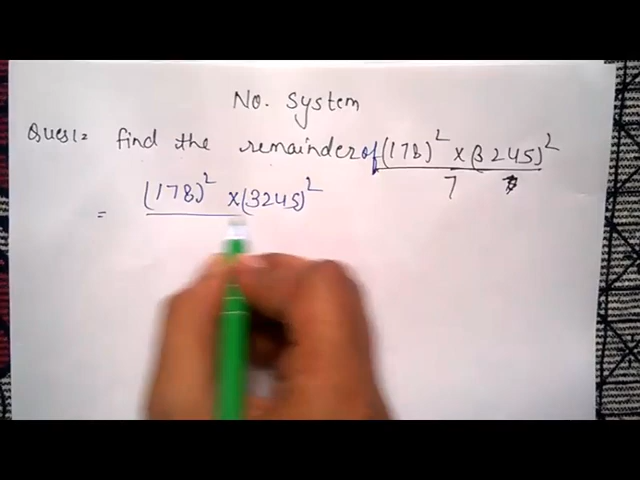 No. System
Ques1:- find the remainder of (178)² × (3245)²
7
= (178)² × (3245)²